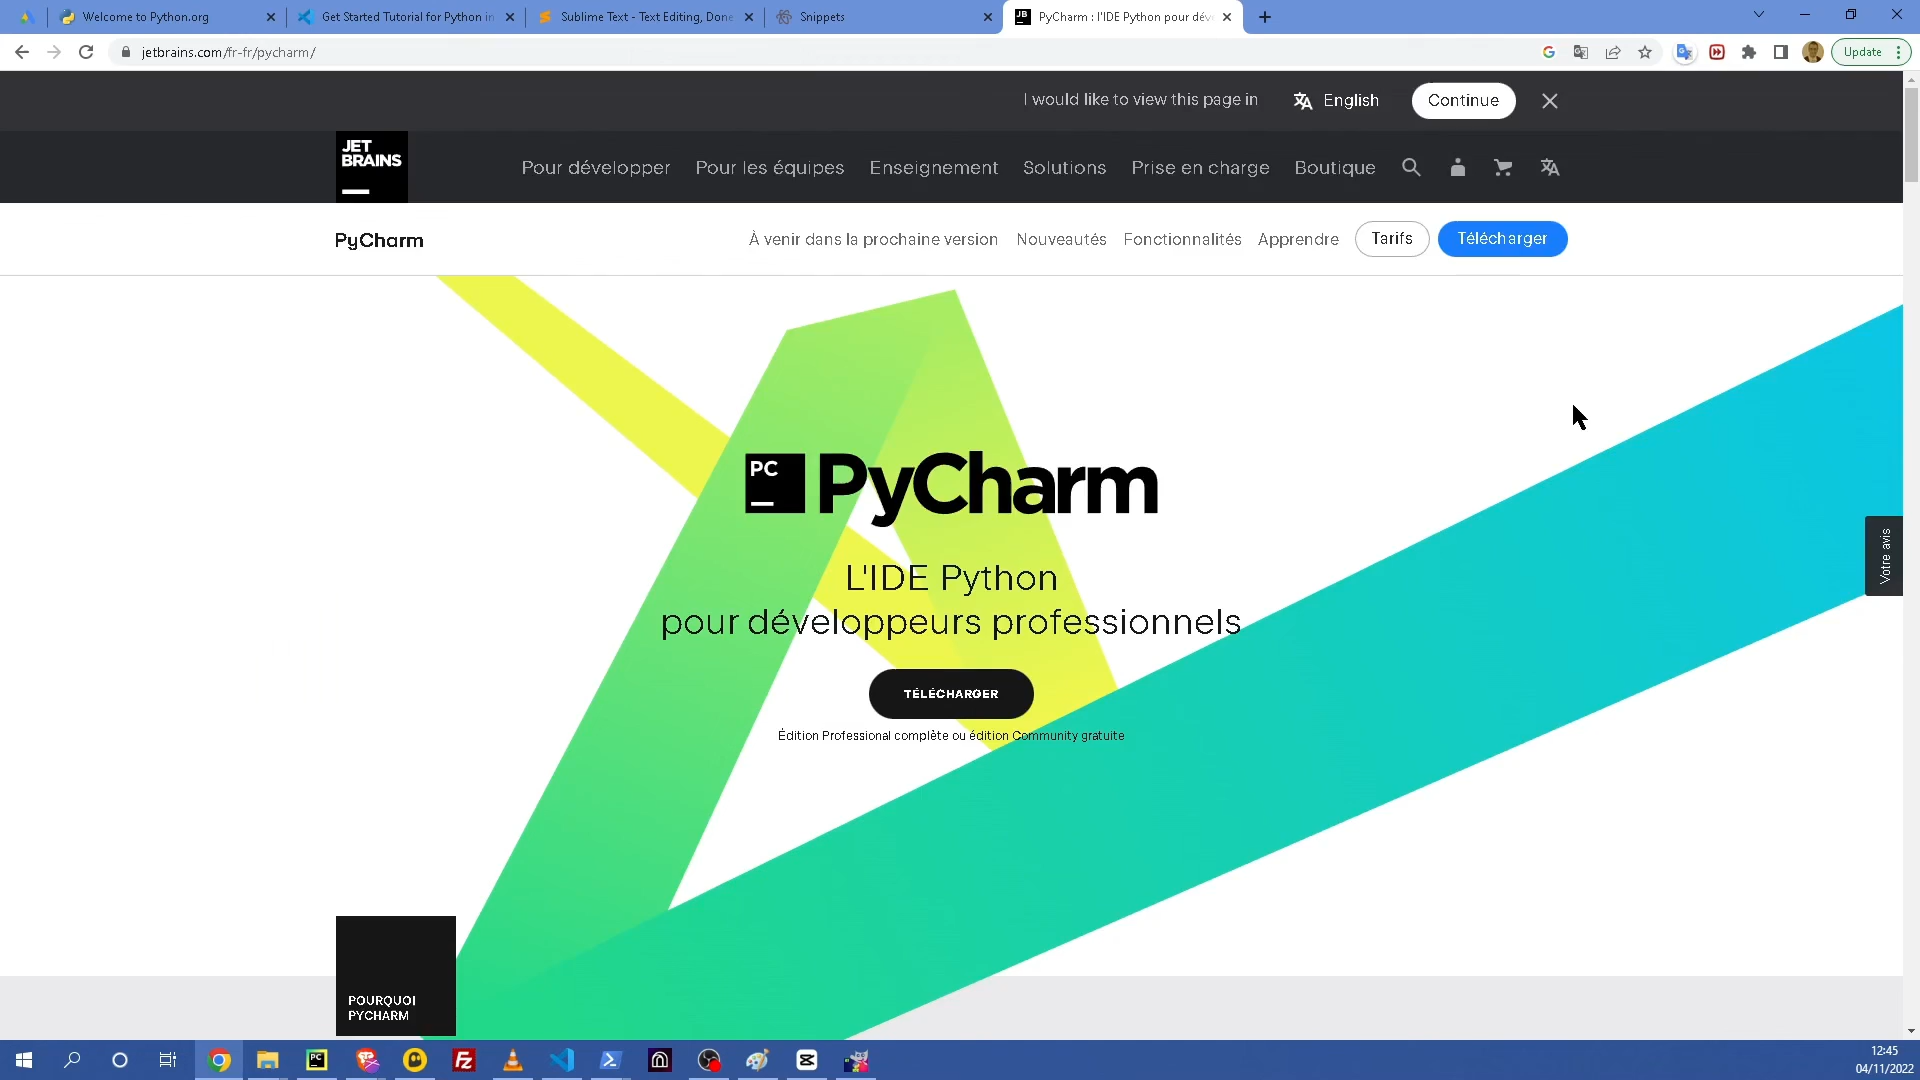 Welcome to Python.org
Get Started Tutorial for Python in
Sublime Text - Text Editing, Done
Snippets
PyCharm : l'IDE Python pour dév
jetbrains.com/fr-fr/pycharm/
Update
I would like to view this page in
English
Continue
JET
BRAINS
Pour développer
Pour les équipes
Enseignement
Solutions
Prise en charge
Boutique
PyCharm
À venir dans la prochaine version
Nouveautés
Fonctionnalités
Apprendre
Tarifs
Télécharger
PC
PyCharm
L'IDE Python
pour développeurs professionnels
TÉLÉCHARGER
Édition Professional complète ou édition Community gratuite
Votre avis
POURQUOI
PYCHARM
12:45
04/11/2022